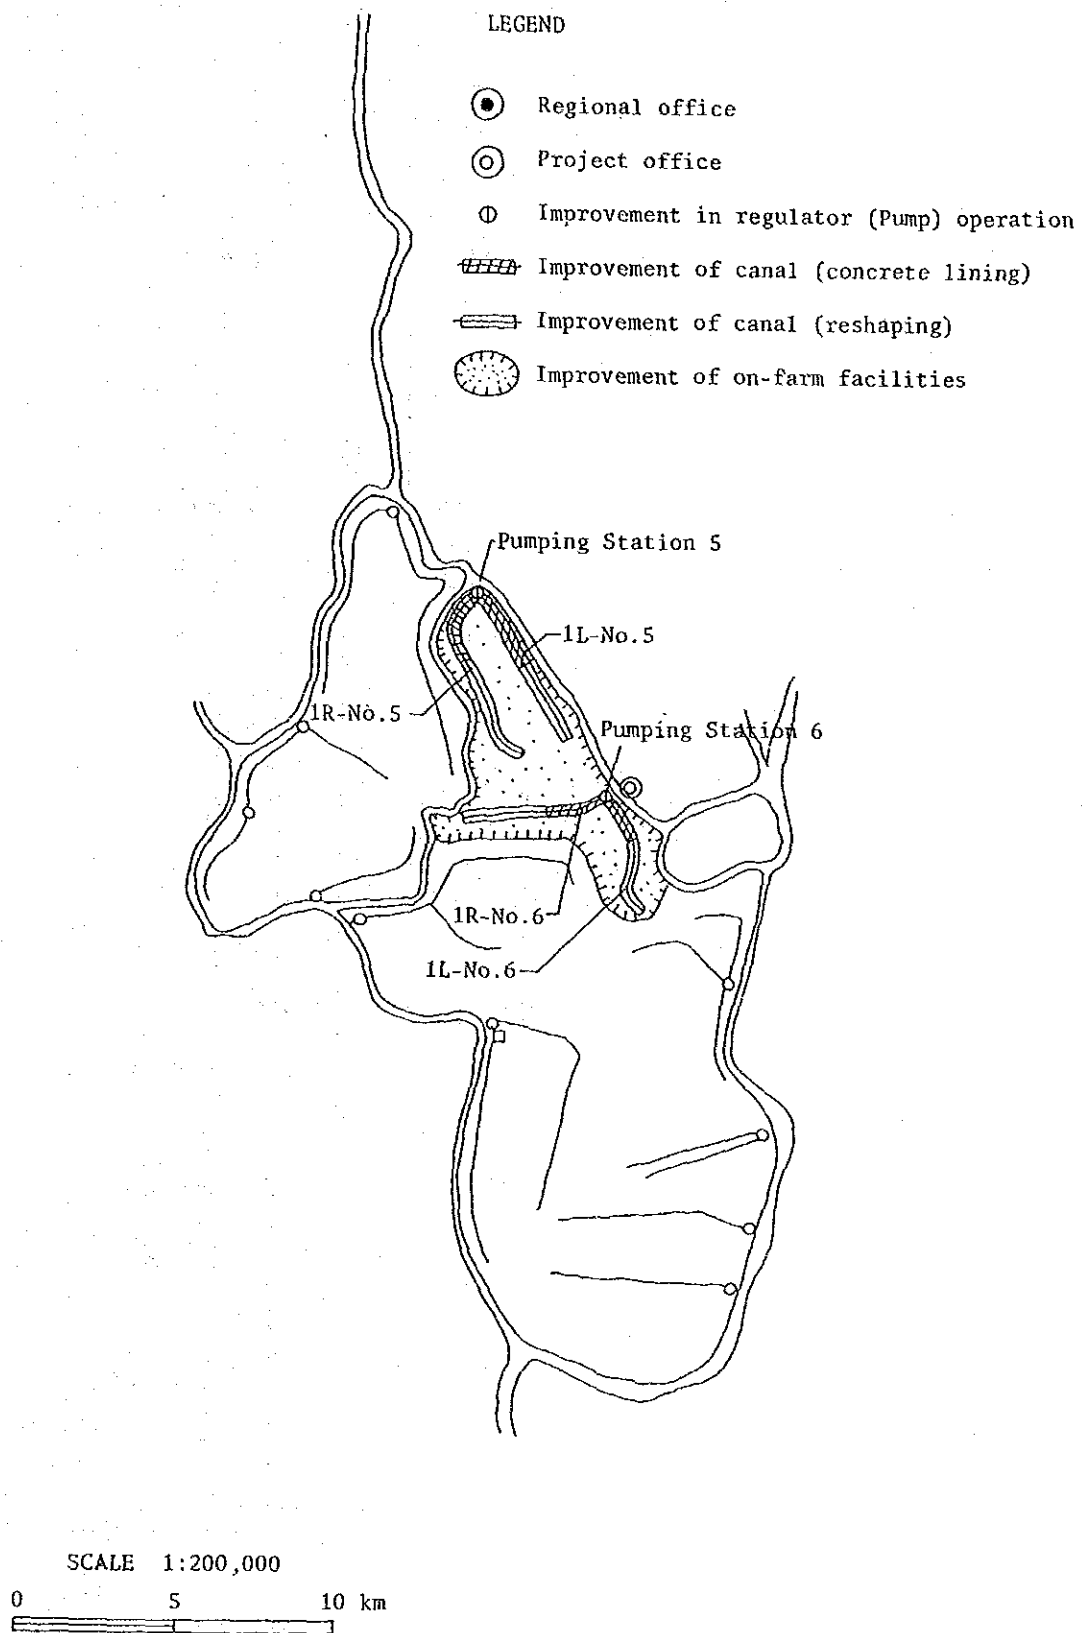 LEGEND
Regional office
Project office
Improvement in regulator (Pump) operation
Improvement of canal (concrete lining)
Improvement of canal (reshaping)
Improvement of on-farm facilities
Pumping Station 5
1L-No.5
1R-No.5
Pumping Station 6
1R-No.6
1L-No.6
SCALE 1:200,000
0 5 10 km